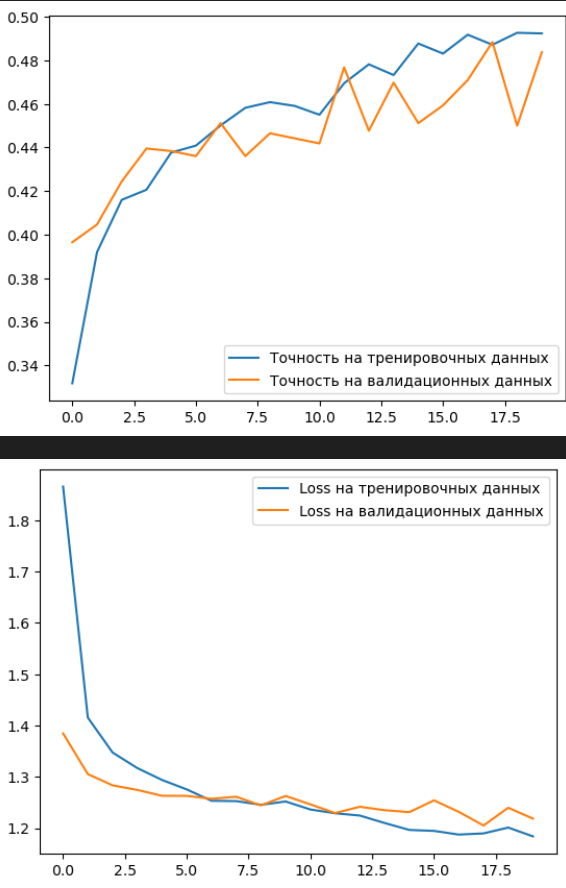 0.50
0.48
0.46
0.44
0.42
0.40
0.38
0.36
0.34
Точность на тренировочных данных
Точность на валидационных данных
0.0 2.5 5.0 7.5 10.0 12.5 15.0 17.5
Loss на тренировочных данных
Loss на валидационных данных
1.8
1.7
1.6
1.5
1.4
1.3
1.2
0.0 2.5 5.0 7.5 10.0 12.5 15.0 17.5